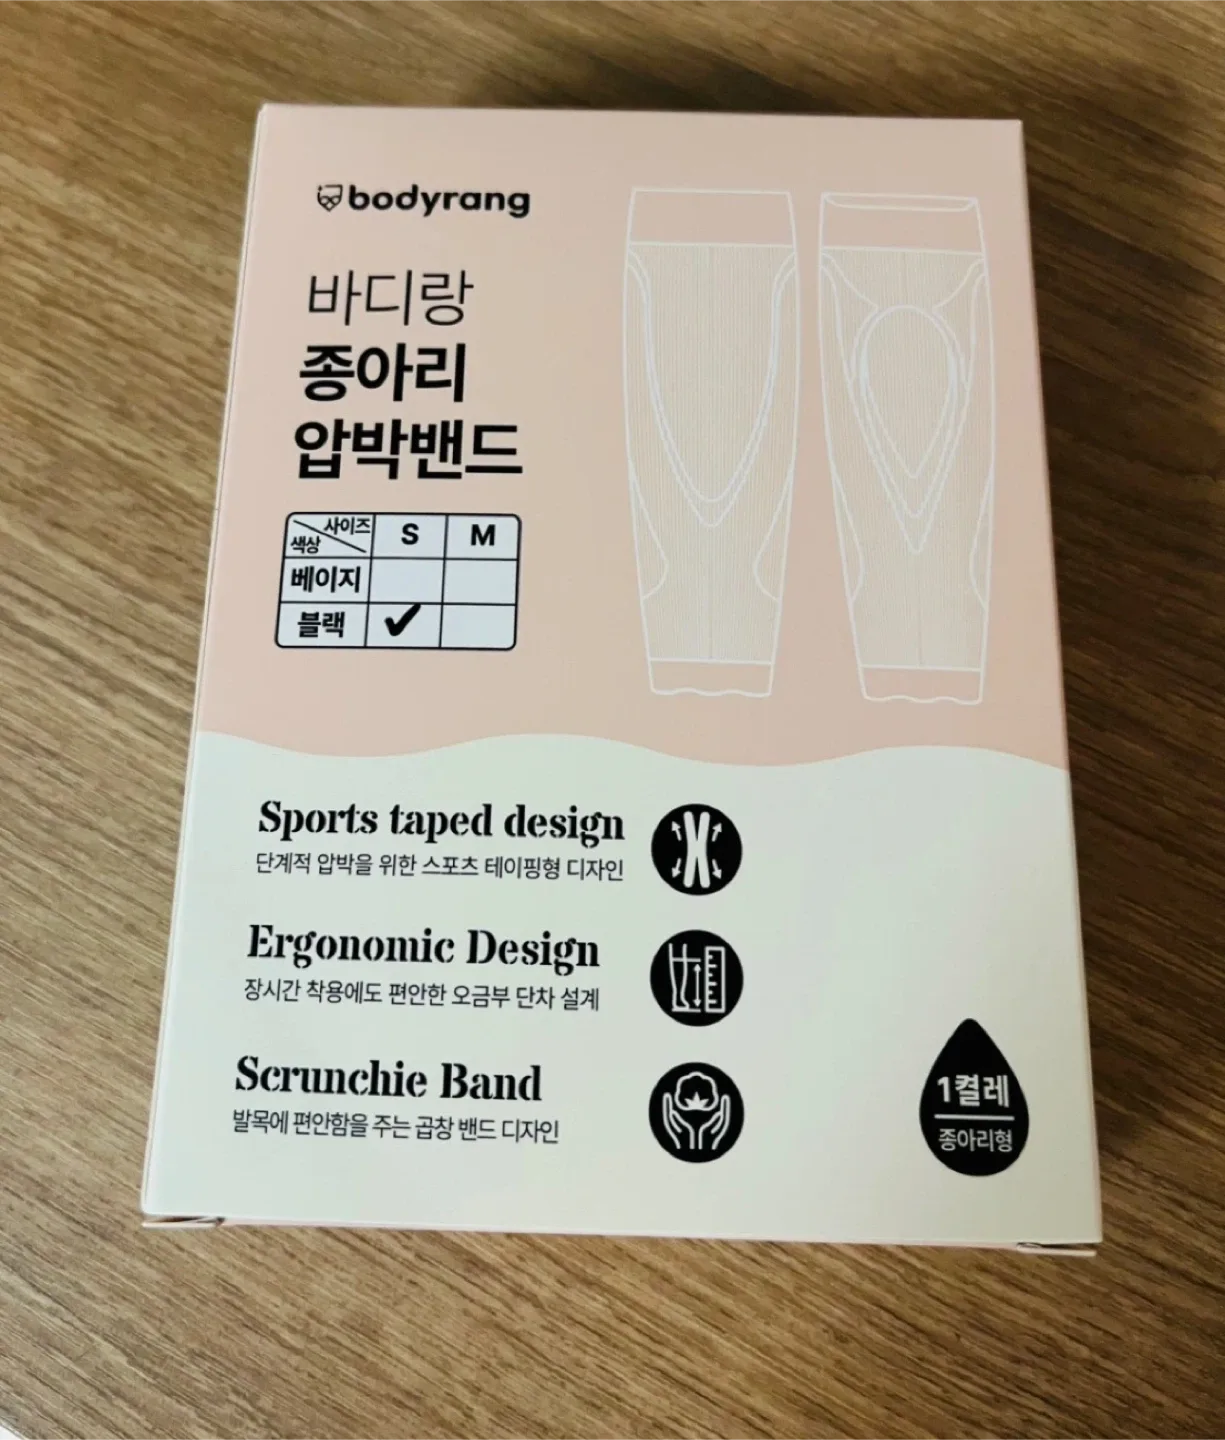 bodyrang
바디랑
종아리
압박밴드
사이즈 S M
색상
베이지
블랙 ✔
Sports taped design
단계적 압박을 위한 스포츠 테이핑형 디자인
Ergonomic Design
장시간 착용에도 편안한 오금부 단차 설계
Scrunchie Band
발목에 편안함을 주는 곱창 밴드 디자인
1켤레
종아리형